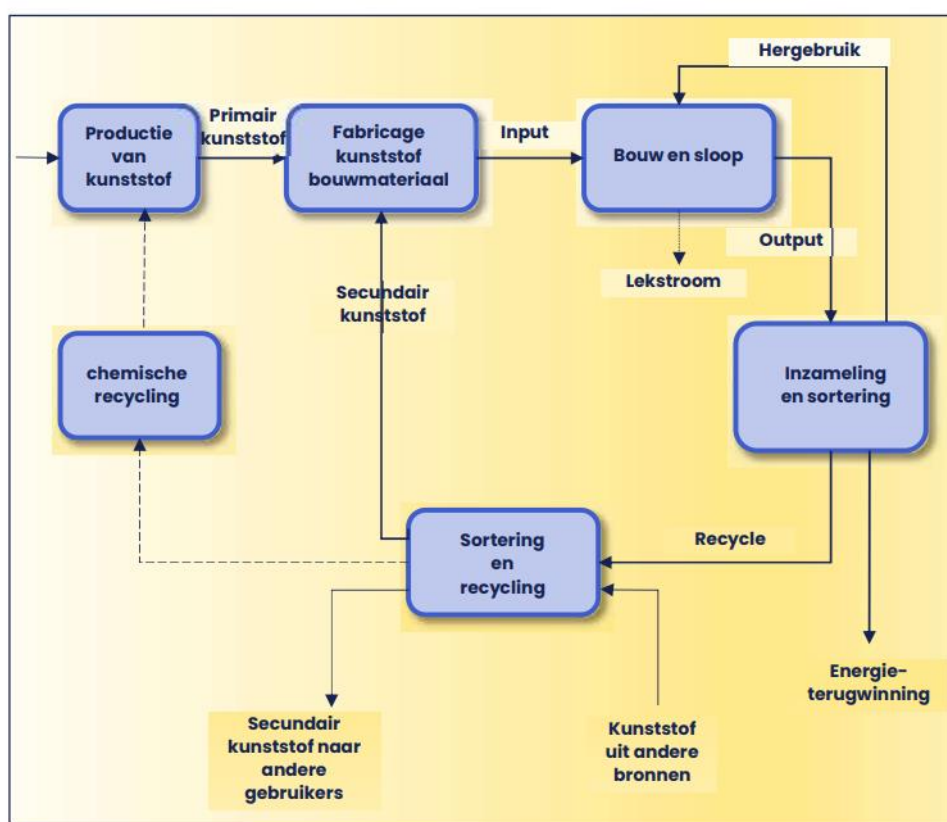 Hergebruik
Productie
van
kunststof
Primair
kunststof
Fabricage
kunststof
bouwmateriaal
Input
Bouw en sloop
Output
Lekstroom
Secundair
kunststof
chemische
recycling
Inzameling
en sortering
Sortering
en
recycling
Recycle
Energie-
terugwinning
Secundair
kunststof naar
andere
gebruikers
Kunststof
uit andere
bronnen